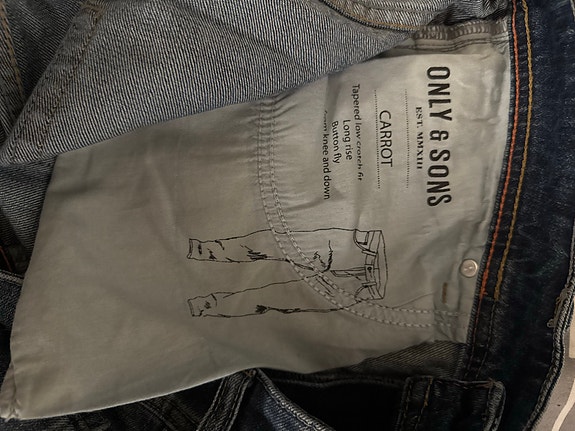 ONLY & SONS
EST. MMXIII
CARROT
Tapered low crotch fit
Long rise
Button fly
knee and down